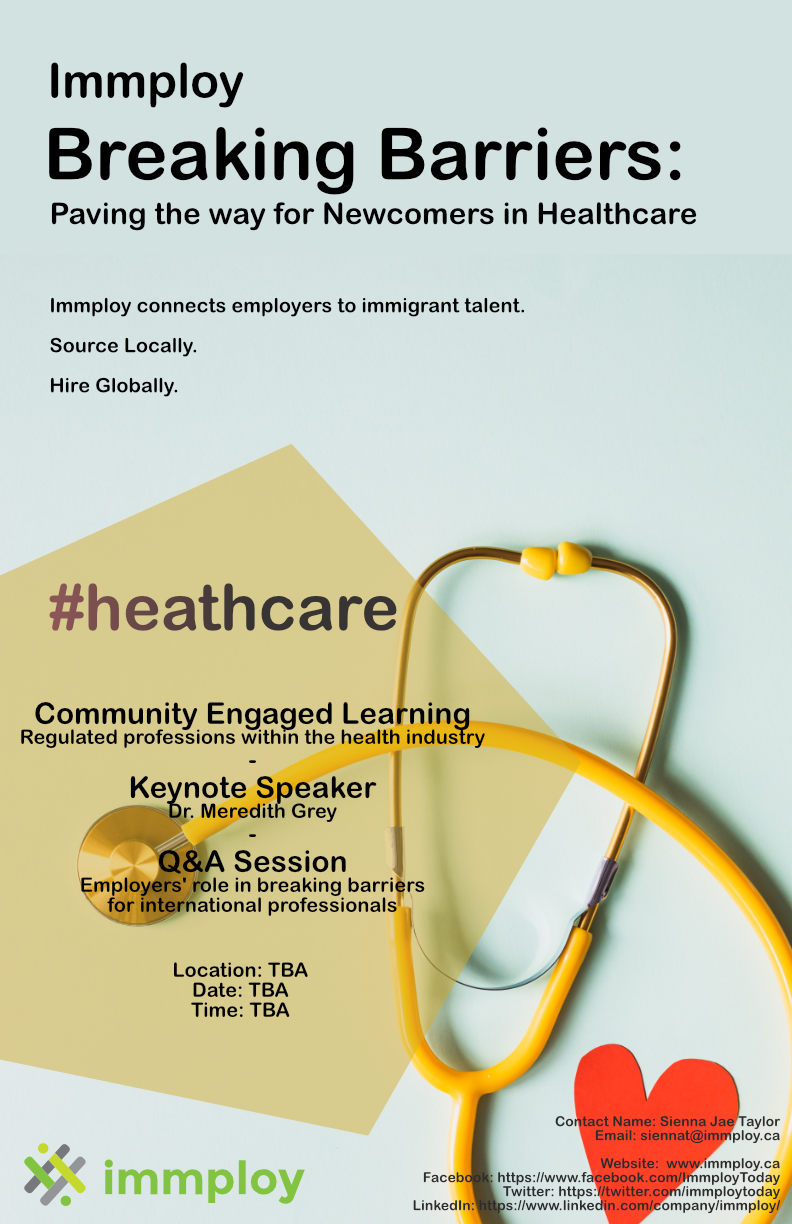 Immploy
Breaking Barriers:
Paving the way for Newcomers in Healthcare
Immploy connects employers to immigrant talent.
Source Locally.
Hire Globally.
#heathcare
Community Engaged Learning
Regulated professions within the health industry
-
Keynote Speaker
Dr. Meredith Grey
-
Q&A Session
Employers' role in breaking barriers
for international professionals
Location: TBA
Date: TBA
Time: TBA
immploy
Contact Name: Sienna Jae Taylor
Email: siennat@immploy.ca
Website: www.immploy.ca
Facebook: https://www.facebook.com/ImmployToday
Twitter: https://twitter.com/immploytoday
LinkedIn: https://www.linkedin.com/company/immploy/